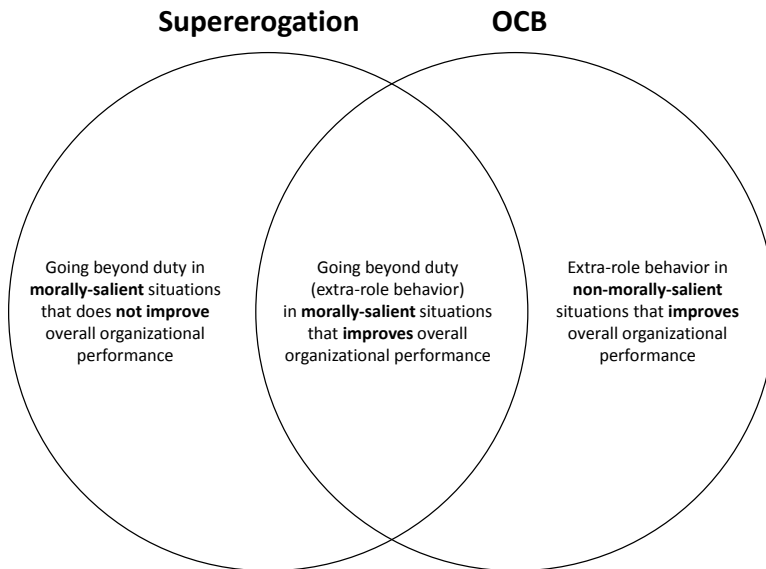 Supererogation
OCB
Going beyond duty in
morally-salient situations
that does not improve
overall organizational
performance
Going beyond duty
(extra-role behavior)
in morally-salient situations
that improves overall
organizational performance
Extra-role behavior in
non-morally-salient
situations that improves
overall organizational
performance